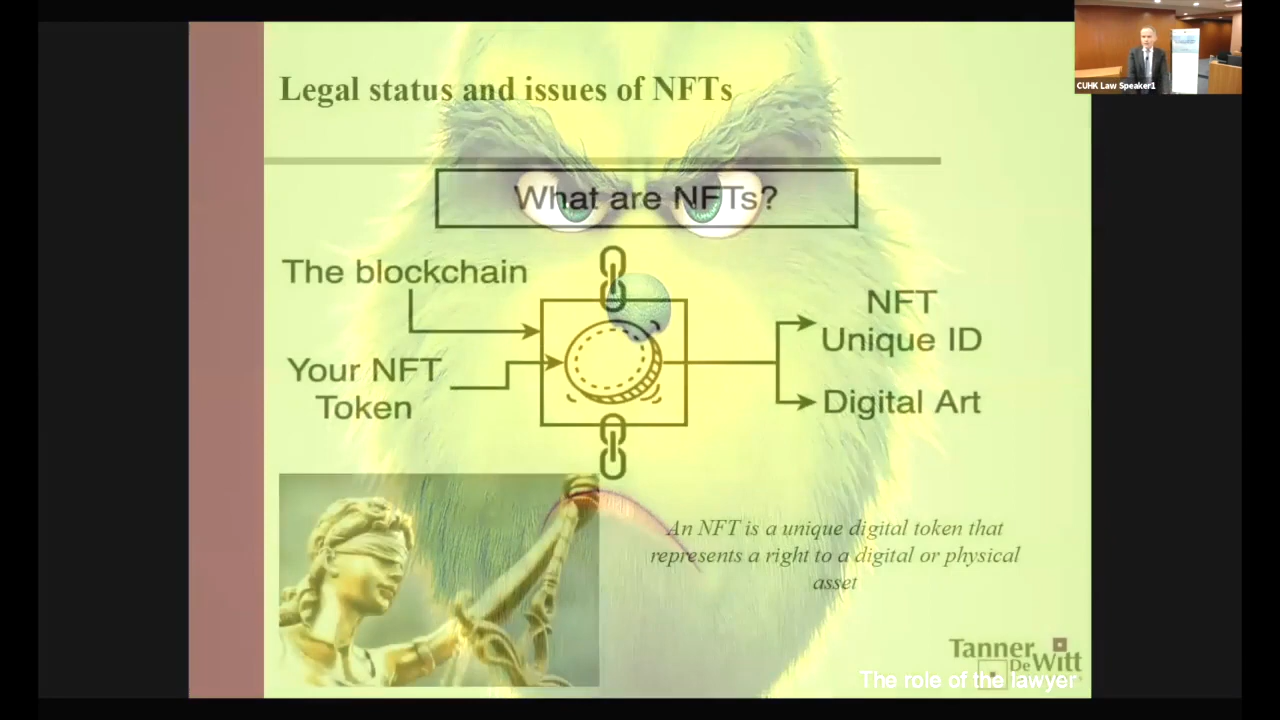 CUHK Law Speaker1
Legal status and issues of NFTs
What are NFTs?
The blockchain
Your NFT
Token
NFT
Unique ID
Digital Art
An NFT is a unique digital token that
represents a right to a digital or physical
asset
Tanner
De Witt
The role of the lawyer